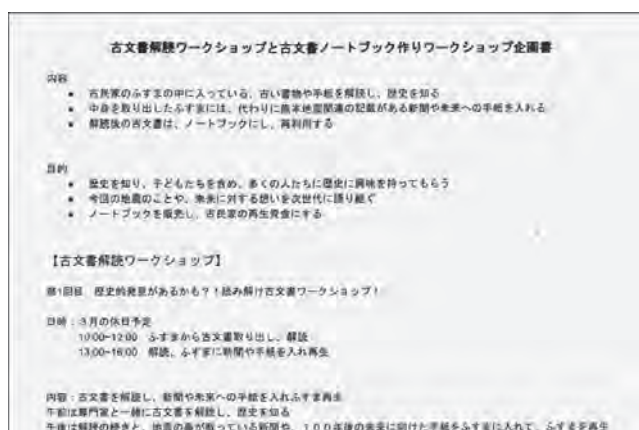 古文書解読ワークショップと古文書ノートブック作りワークショップ企画書
内容
• 古民家のふすまの中に入っている、古い書物や手紙を解読し、歴史を知る
• 中身を取り出したふすまには、代わりに熊本地震関連の記載がある新聞や未来への手紙を入れる
• 解読後の古文書は、ノートブックにし、再利用する
目的
• 歴史を知り、子どもたちを含め、多くの人たちに歴史に興味を持ってもらう
• 今回の地震のことや、未来に対する想いを次世代に語り継ぐ
• ノートブックを販売し、古民家の再生資金にする
【古文書解読ワークショップ】
第1回目 歴史的発見があるかも？！読み解け古文書ワークショップ！
日時：3月の休日予定
10:00-12:00 ふすまから古文書取り出し、解読
13:00-16:00 解読、ふすまに新聞や手紙を入れ再生
内容：古文書を解読し、新聞や未来への手紙を入れふすま再生
午前は専門家と一緒に古文書を解読し、歴史を知る
午後は解読の続きと、地震の事が載っている新聞や、１００年後の未来に向けた手紙をふすまに入れて、ふすまを再生